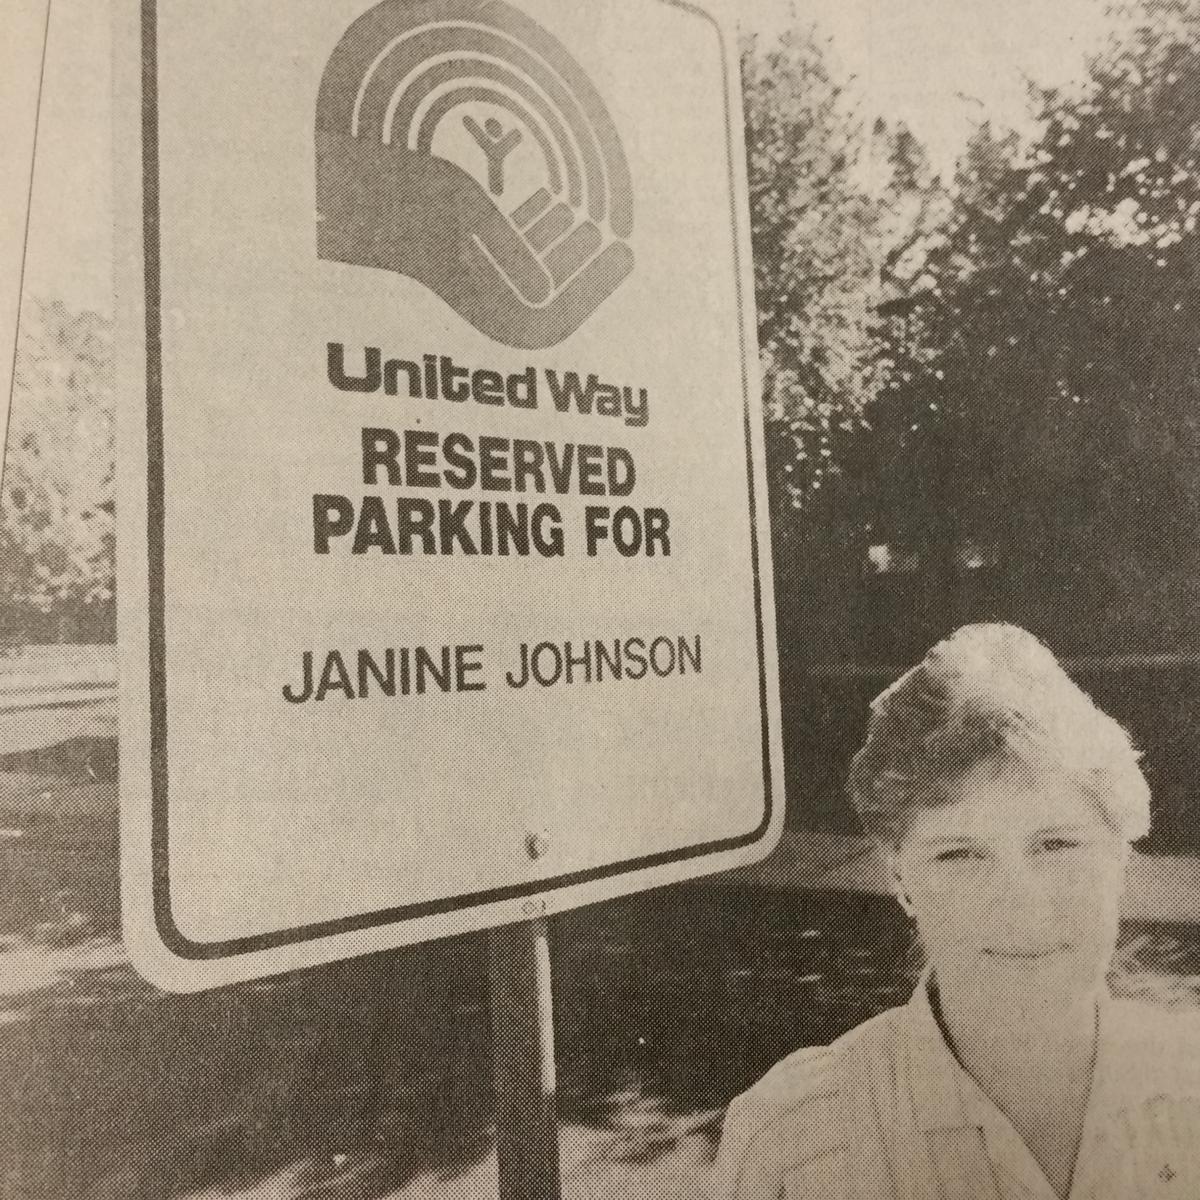 United Way
RESERVED
PARKING FOR
JANINE JOHNSON